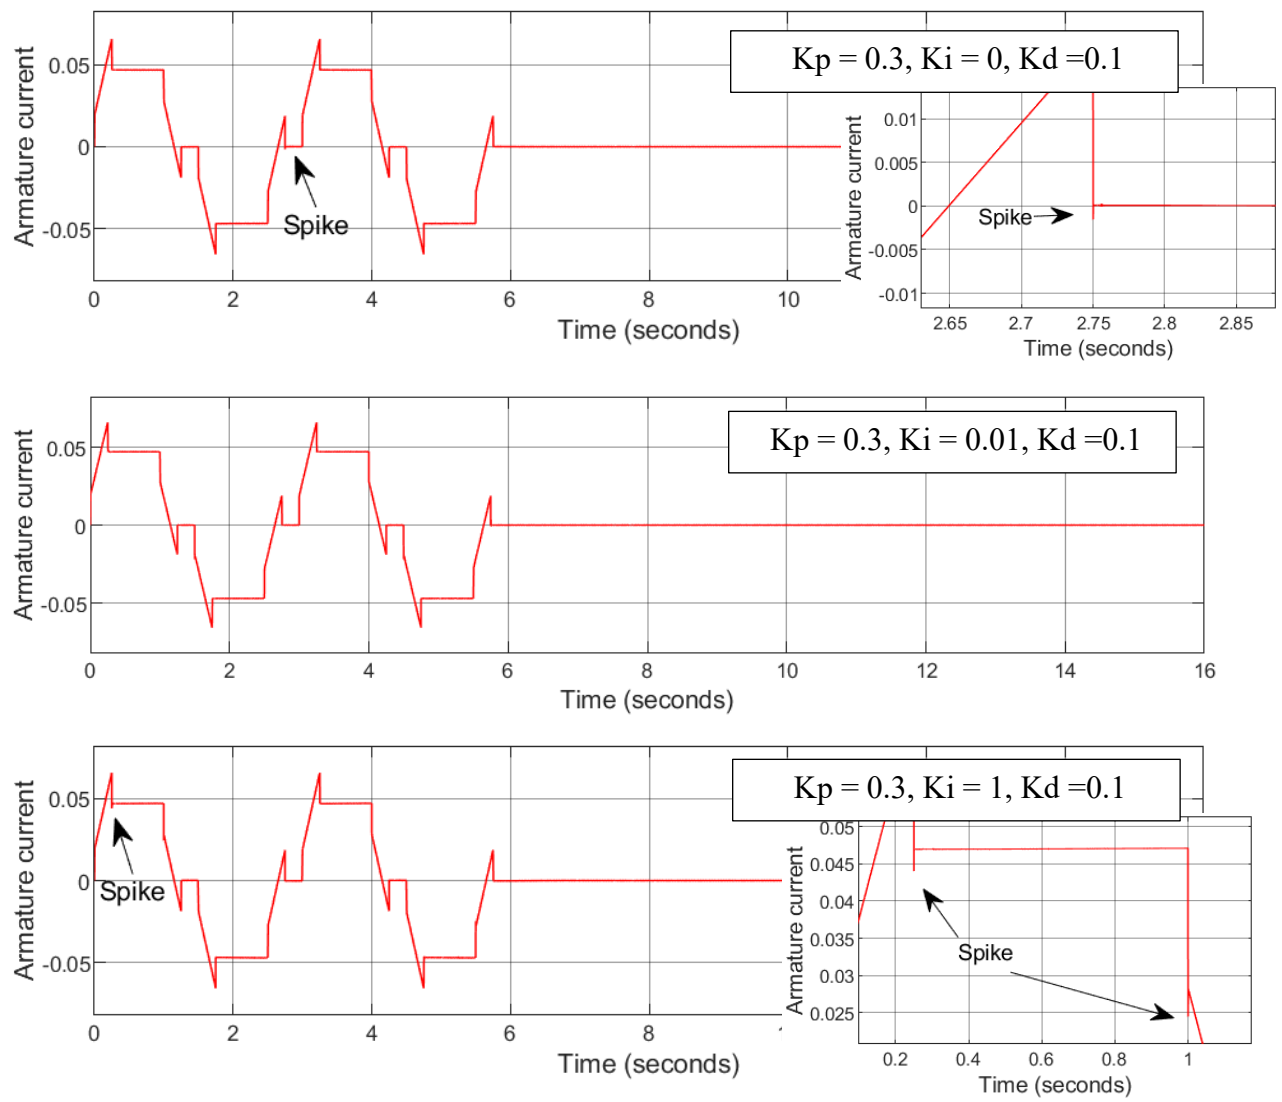 Kp = 0.3, Ki = 0, Kd =0.1
Armature current
0.05
0
-0.05
Spike
0 2 4 6 8 10
Time (seconds)
Armature current
0.01
0.005
0
-0.005
-0.01
Spike
2.65 2.7 2.75 2.8 2.85
Time (seconds)
Kp = 0.3, Ki = 0.01, Kd =0.1
Armature current
0.05
0
-0.05
0 2 4 6 8 10 12 14 16
Time (seconds)
Kp = 0.3, Ki = 1, Kd =0.1
Armature current
0.05
0
-0.05
Spike
0 2 4 6 8
Time (seconds)
Armature current
0.05
0.045
0.04
0.035
0.03
0.025
Spike
0.2 0.4 0.6 0.8 1
Time (seconds)